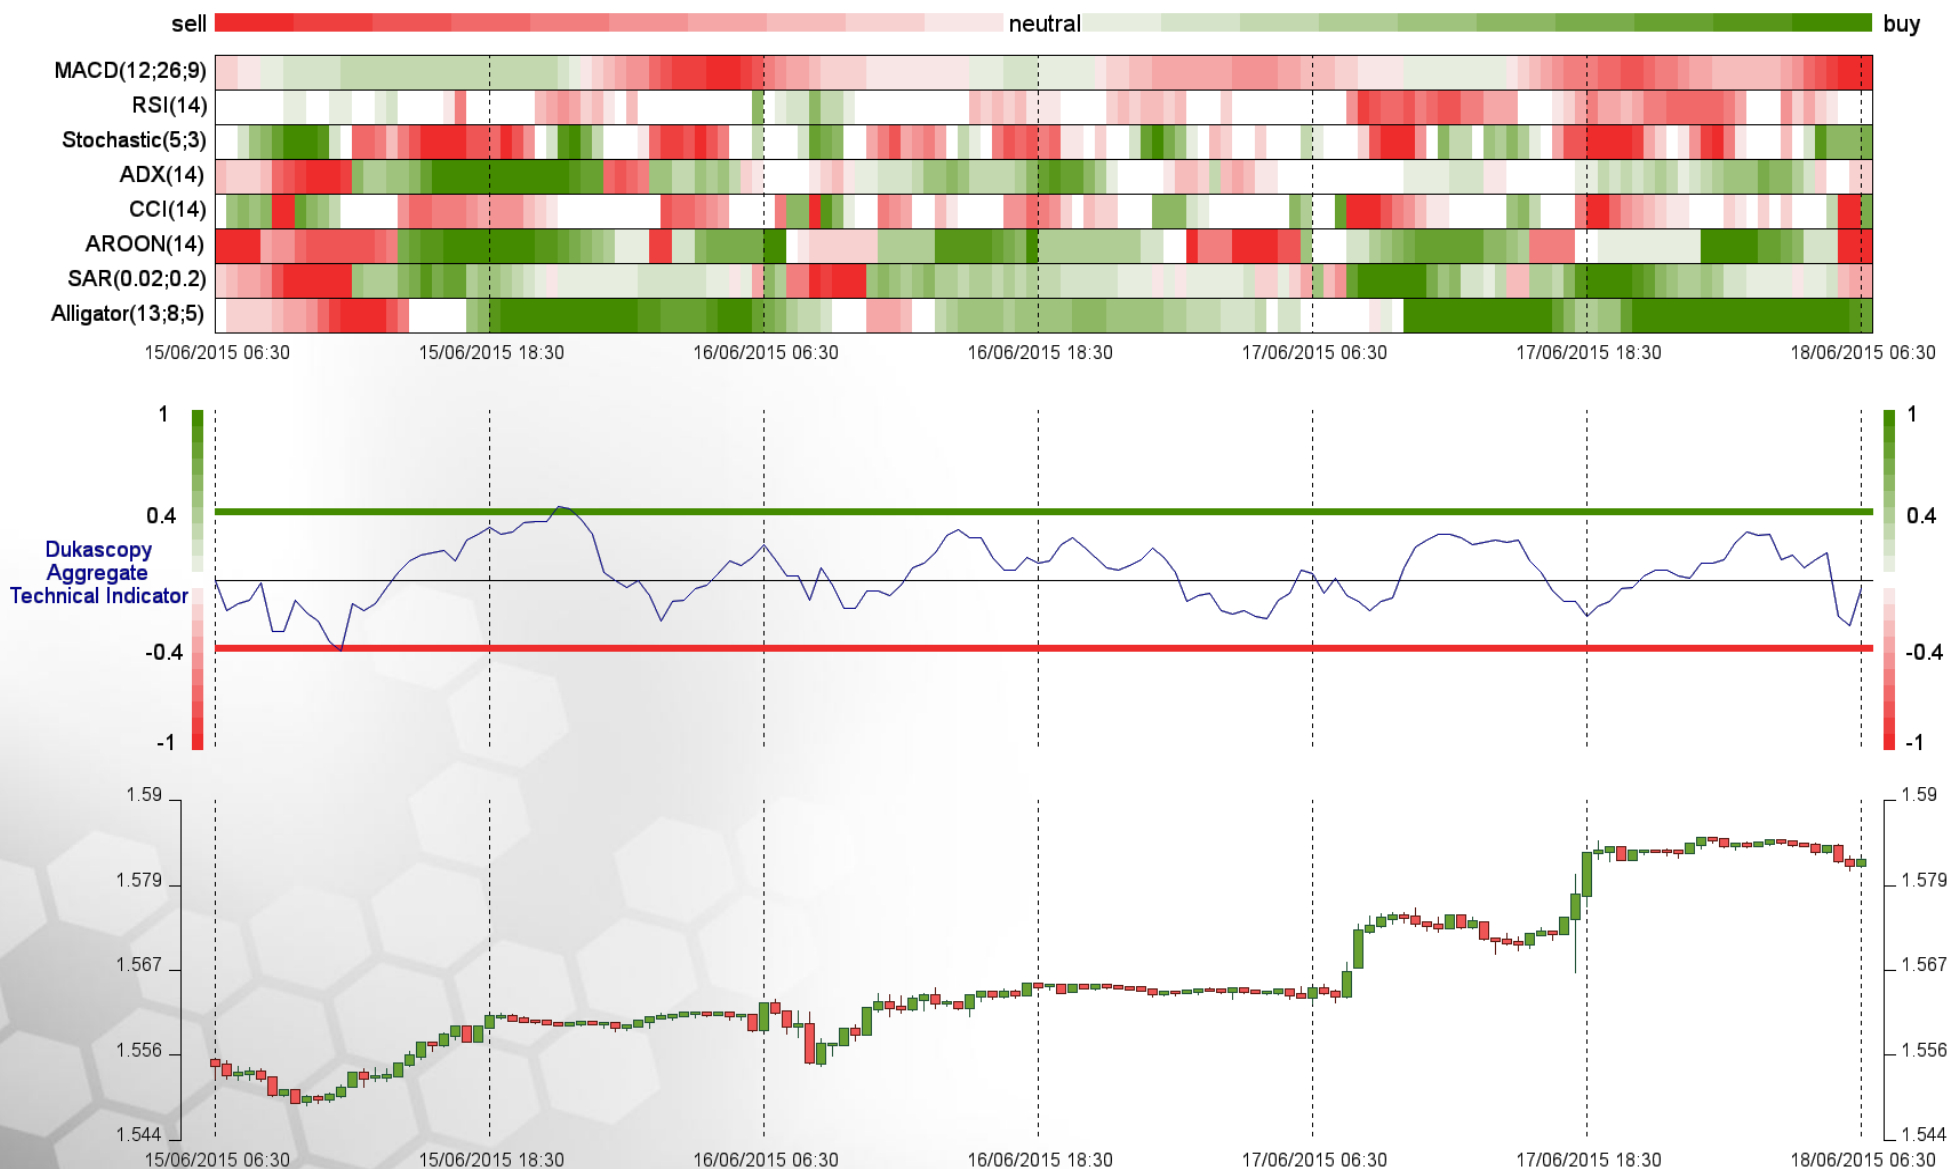 sell neutral buy
MACD(12;26;9)
RSI(14)
Stochastic(5;3)
ADX(14)
CCI(14)
AROON(14)
SAR(0.02;0.2)
Alligator(13;8;5)
15/06/2015 06:30 15/06/2015 18:30 16/06/2015 06:30 16/06/2015 18:30 17/06/2015 06:30 17/06/2015 18:30 18/06/2015 06:30
1 1
0.4 0.4
Dukascopy
Aggregate
Technical Indicator
-0.4 -0.4
-1 -1
1.59 1.59
1.579 1.579
1.567 1.567
1.556 1.556
1.544 1.544
15/06/2015 06:30 15/06/2015 18:30 16/06/2015 06:30 16/06/2015 18:30 17/06/2015 06:30 17/06/2015 18:30 18/06/2015 06:30